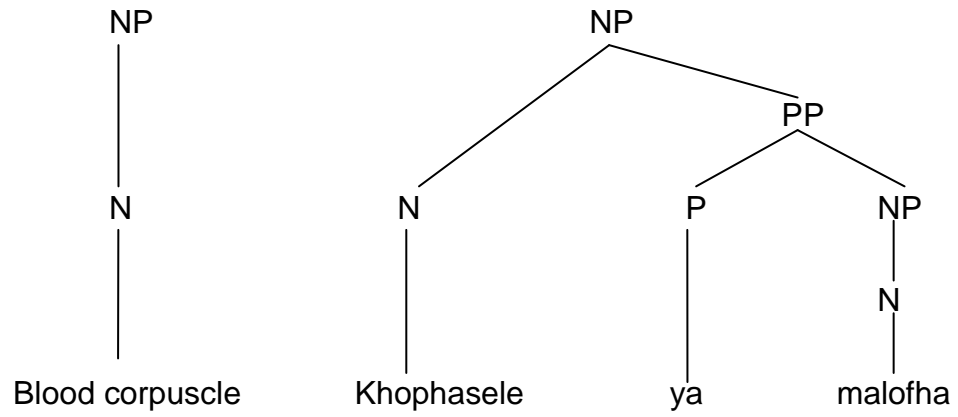 NP NP
PP
N N P NP
N
Blood corpuscle Khophasele ya malofha